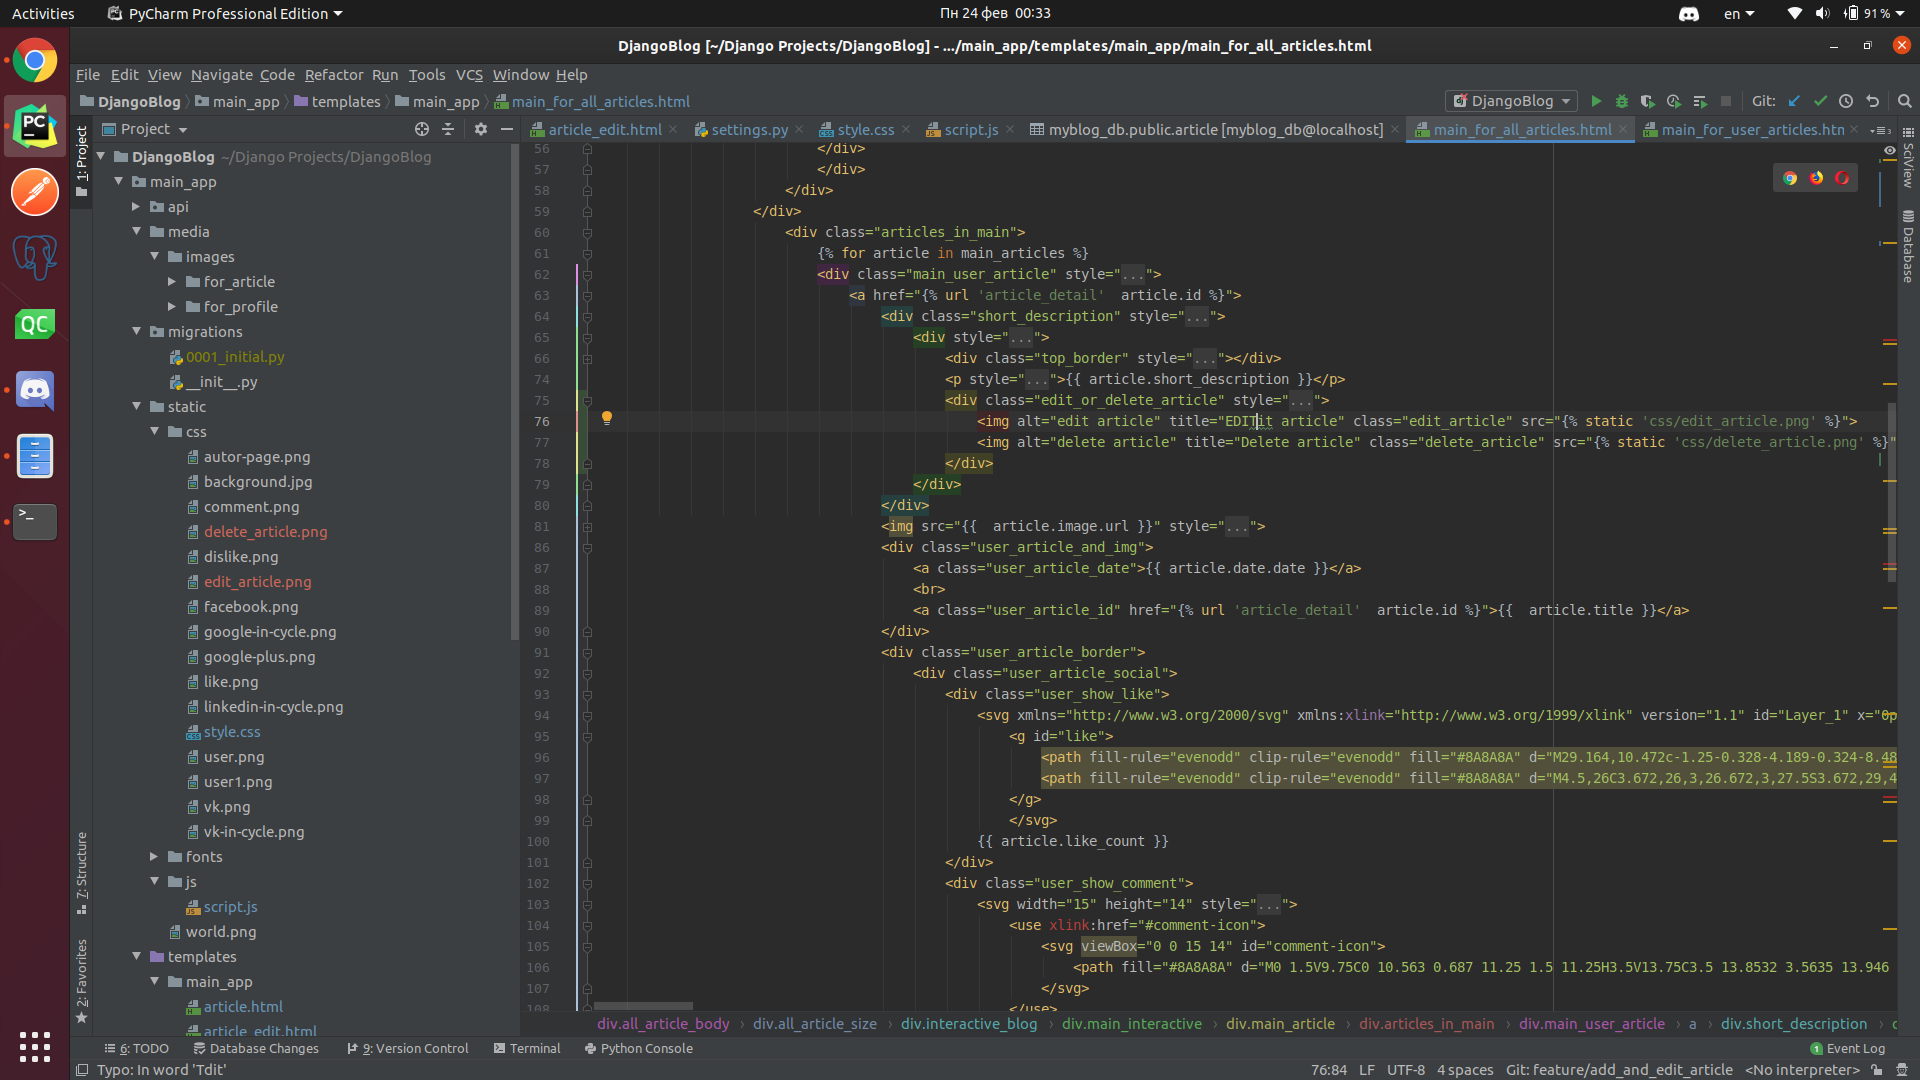 Activities PyCharm Professional Edition Пн 24 фев 00:33 en 91 %
DjangoBlog [~/Django Projects/DjangoBlog] - .../main_app/templates/main_app/main_for_all_articles.html
File Edit View Navigate Code Refactor Run Tools VCS Window Help
DjangoBlog main_app templates main_app main_for_all_articles.html DjangoBlog Git:
Project
article_edit.html settings.py style.css script.js myblog_db.public.article [myblog_db@localhost] main_for_all_articles.html main_for_user_articles.htn
1: Project
7: Structure
2: Favorites
SciView
Database
DjangoBlog ~/Django Projects/DjangoBlog
main_app
api
media
images
for_article
for_profile
migrations
0001_initial.py
__init__.py
static
css
autor-page.png
background.jpg
comment.png
delete_article.png
dislike.png
edit_article.png
facebook.png
google-in-cycle.png
google-plus.png
like.png
linkedin-in-cycle.png
style.css
user.png
user1.png
vk.png
vk-in-cycle.png
fonts
js
script.js
world.png
templates
main_app
article.html
article_edit.html
56 </div>
57 </div>
58 </div>
59 </div>
60 <div class="articles_in_main">
61 {% for article in main_articles %}
62 <div class="main_user_article" style="...">
63 <a href="{% url 'article_detail'  article.id %}">
64 <div class="short_description" style="...">
65 <div style="...">
66 <div class="top_border" style="..."></div>
74 <p style="...">{{ article.short_description }}</p>
75 <div class="edit_or_delete_article" style="...">
76 <img alt="edit article" title="EDITit article" class="edit_article" src="{% static 'css/edit_article.png' %}">
77 <img alt="delete article" title="Delete article" class="delete_article" src="{% static 'css/delete_article.png' %}"
78 </div>
79 </div>
80 </div>
81 <img src="{{  article.image.url }}" style="...">
86 <div class="user_article_and_img">
87 <a class="user_article_date">{{ article.date.date }}</a>
88 <br>
89 <a class="user_article_id" href="{% url 'article_detail'  article.id %}">{{  article.title }}</a>
90 </div>
91 <div class="user_article_border">
92 <div class="user_article_social">
93 <div class="user_show_like">
94 <svg xmlns="http://www.w3.org/2000/svg" xmlns:xlink="http://www.w3.org/1999/xlink" version="1.1" id="Layer_1" x="0p
95 <g id="like">
96 <path fill-rule="evenodd" clip-rule="evenodd" fill="#8A8A8A" d="M29.164,10.472c-1.25-0.328-4.189-0.324-8.48
97 <path fill-rule="evenodd" clip-rule="evenodd" fill="#8A8A8A" d="M4.5,26C3.672,26,3,26.672,3,27.5S3.672,29,4
98 </g>
99 </svg>
100 {{ article.like_count }}
101 </div>
102 <div class="user_show_comment">
103 <svg width="15" height="14" style="...">
104 <use xlink:href="#comment-icon">
105 <svg viewBox="0 0 15 14" id="comment-icon">
106 <path fill="#8A8A8A" d="M0 1.5V9.75C0 10.563 0.687 11.25 1.5 11.25H3.5V13.75C3.5 13.8532 3.5635 13.946
107 </svg>
108 </use>
div.all_article_body div.all_article_size div.interactive_blog div.main_interactive div.main_article div.articles_in_main div.main_user_article a div.short_description
6: TODO Database Changes 9: Version Control Terminal Python Console 1 Event Log
Typo: In word 'Tdit' 76:84 LF UTF-8 4 spaces Git: feature/add_and_edit_article <No interpreter>